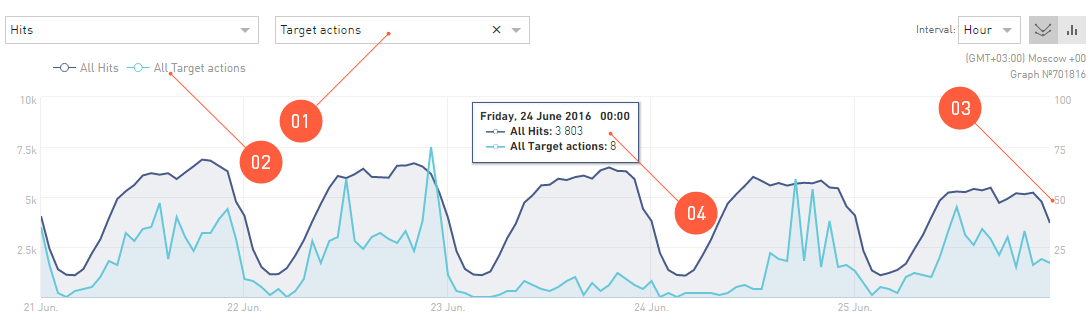 Hits
Target actions
Interval: Hour
All Hits
All Target actions
(GMT+03:00) Moscow +00
Graph №701816
10k
7.5k
5k
2.5k
100
75
50
25
Friday, 24 June 2016 00:00
All Hits: 3 803
All Target actions: 8
01
02
03
04
21 Jun.
22 Jun.
23 Jun.
24 Jun.
25 Jun.